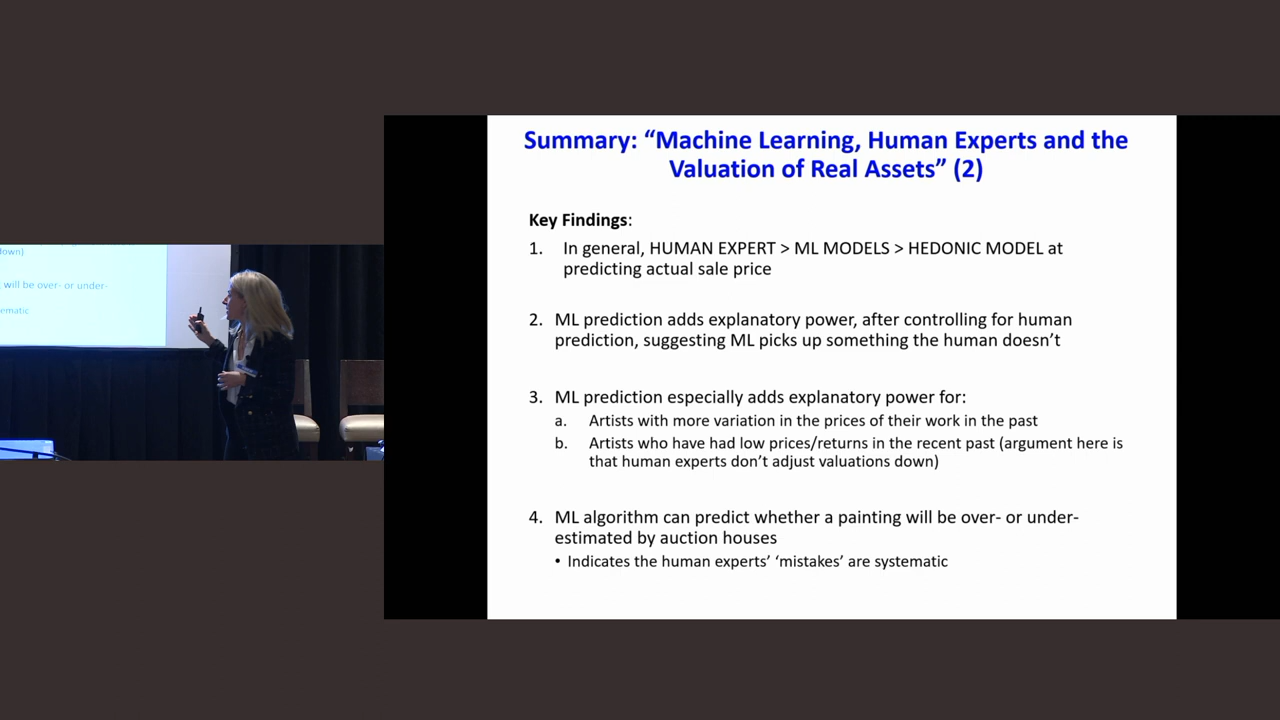 Summary: “Machine Learning, Human Experts and the
Valuation of Real Assets” (2)
Key Findings:
1. In general, HUMAN EXPERT > ML MODELS > HEDONIC MODEL at
predicting actual sale price
2. ML prediction adds explanatory power, after controlling for human
prediction, suggesting ML picks up something the human doesn’t
3. ML prediction especially adds explanatory power for:
a. Artists with more variation in the prices of their work in the past
b. Artists who have had low prices/returns in the recent past (argument here is
that human experts don’t adjust valuations down)
4. ML algorithm can predict whether a painting will be over- or under-
estimated by auction houses
• Indicates the human experts’ ‘mistakes’ are systematic
will be over- or under-